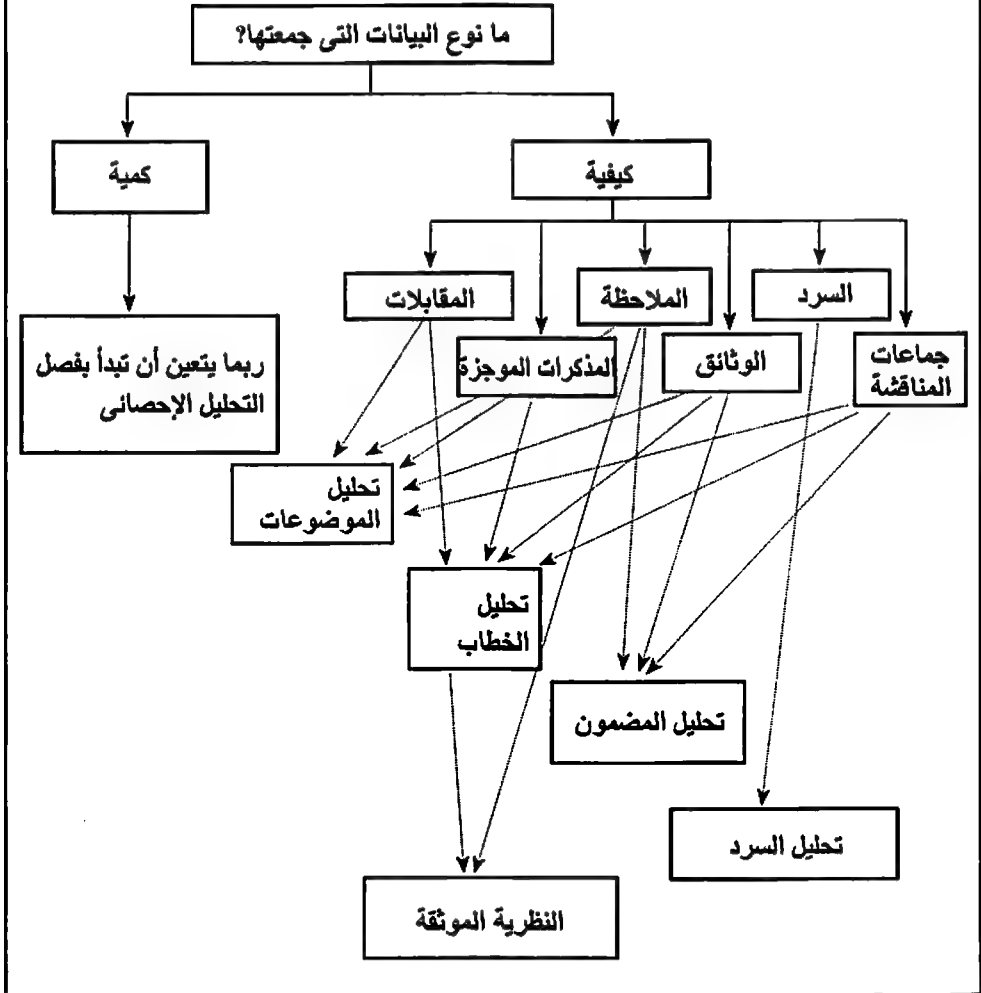 ما نوع البيانات التى جمعتها?
كمية
كيفية
المقابلات
الملاحظة
السرد
المذكرات الموجزة
الوثائق
جماعات
المناقشة
ربما يتعين أن تبدأ بفصل
التحليل الإحصائى
تحليل
الموضوعات
تحليل
الخطاب
تحليل المضمون
تحليل السرد
النظرية الموثقة